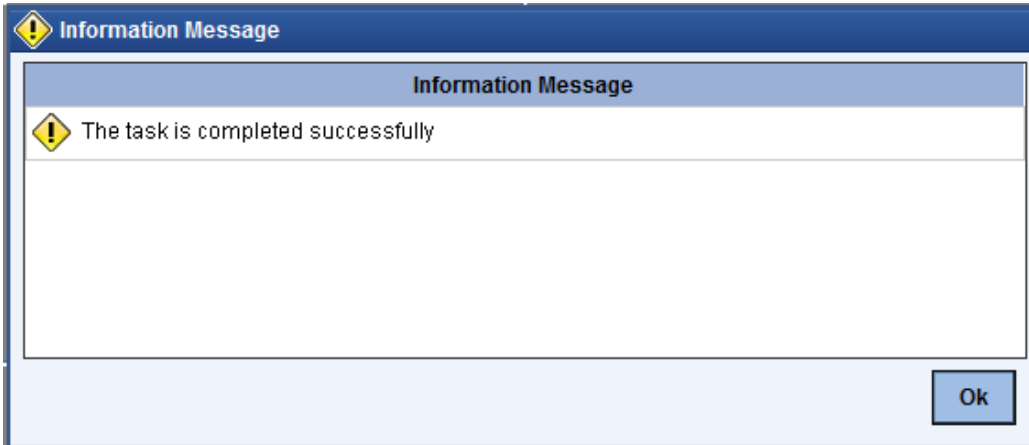 Information Message
Information Message
The task is completed successfully
Ok